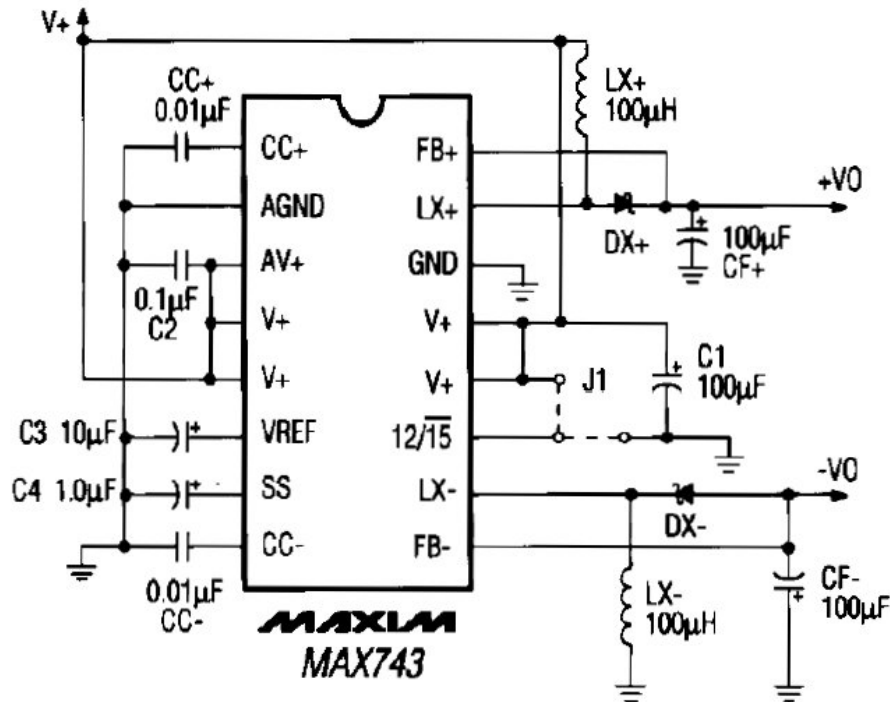 V+
CC+
0.01µF
CC+
AGND
AV+
0.1µF
C2
V+
V+
C3 10µF
VREF
C4 1.0µF
SS
CC-
0.01µF
CC-
FB+
LX+
GND
V+
V+
12/1̅5̅
LX-
FB-
LX+
100µH
DX+
+VO
100µF
CF+
J1
C1
100µF
-VO
DX-
LX-
100µH
CF-
100µF
MAXIM
MAX743